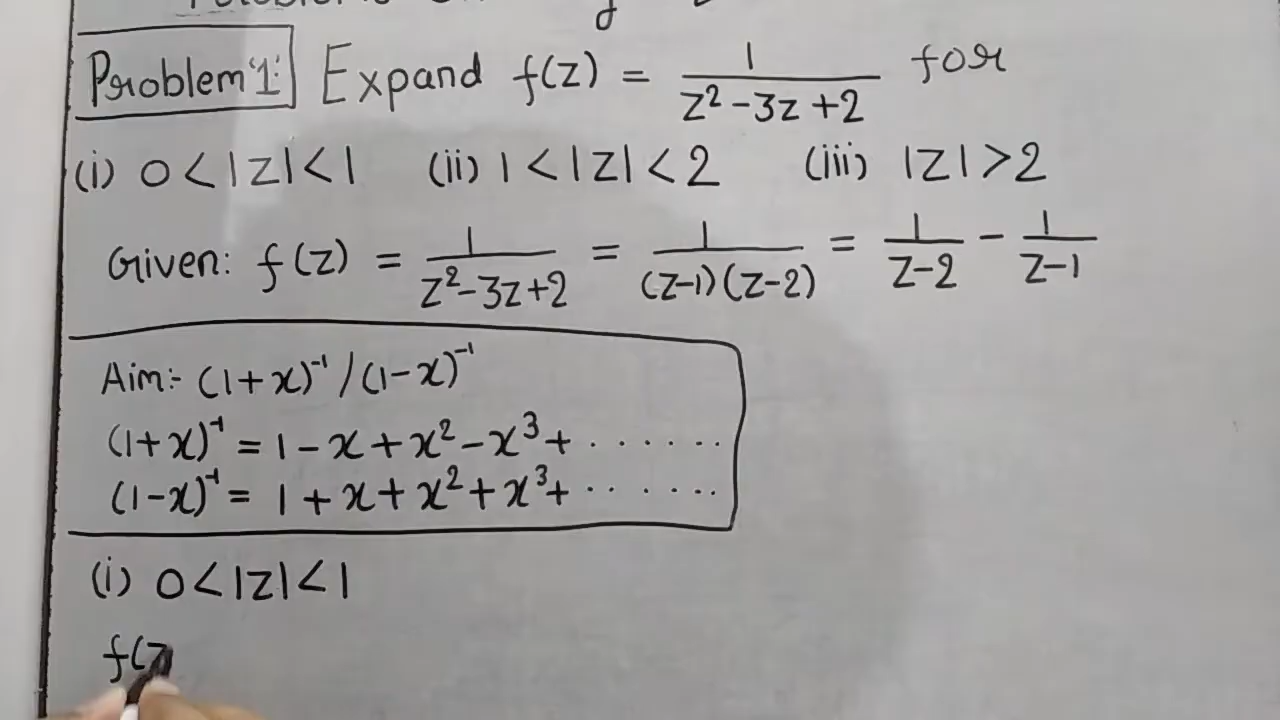 Problem '1': Expand f(z) = 1/(z² - 3z + 2) for
(i) 0 < |z| < 1 (ii) 1 < |z| < 2 (iii) |z| > 2
Given: f(z) = 1/(z² - 3z + 2) = 1/((z-1)(z-2)) = 1/(z-2) - 1/(z-1)
Aim:- (1+x)⁻¹ / (1-x)⁻¹
(1+x)⁻¹ = 1 - x + x² - x³ + ......
(1-x)⁻¹ = 1 + x + x² + x³ + ......
(i) 0 < |z| < 1
f(z